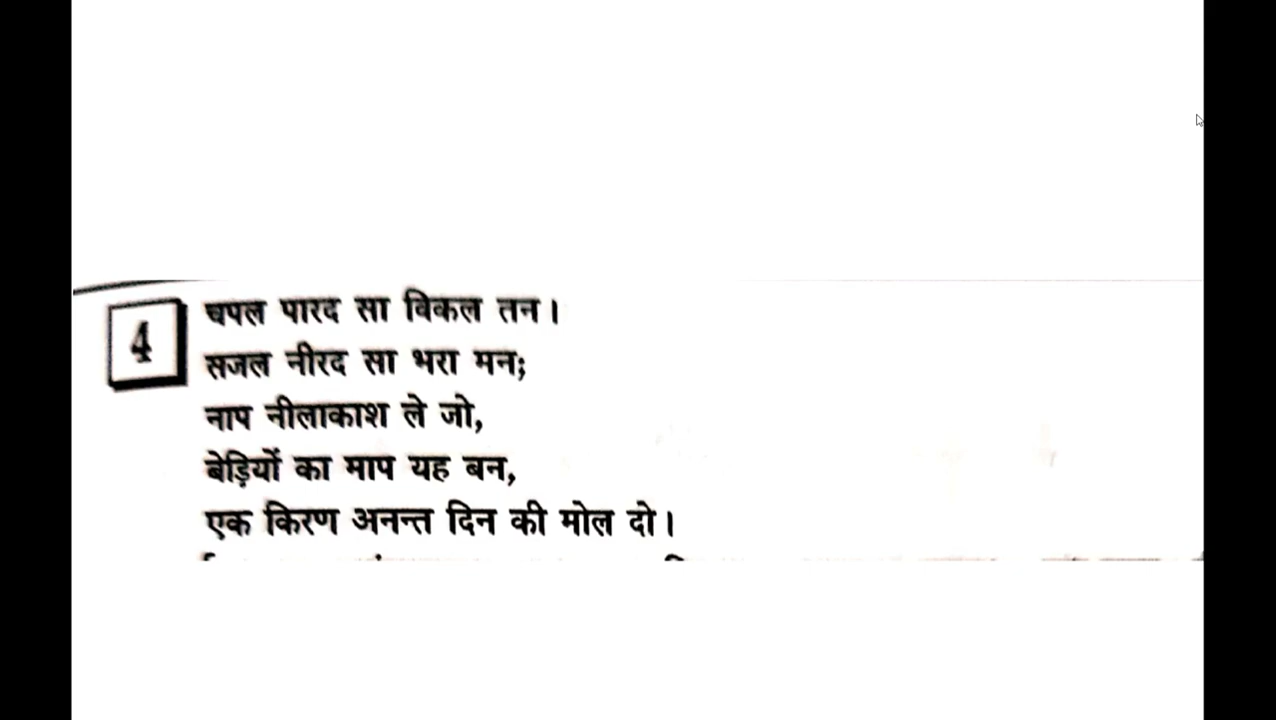 4
चपल पारद सा विकल तन।
सजल नीरद सा भरा मन;
नाप नीलाकाश ले जो,
बेड़ियों का माप यह बन,
एक किरण अनन्त दिन की मोल दो।